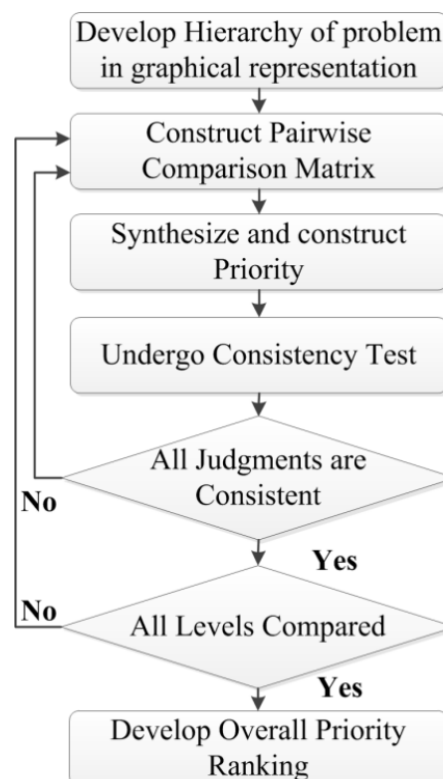 Develop Hierarchy of problem
in graphical representation
Construct Pairwise
Comparison Matrix
Synthesize and construct
Priority
Undergo Consistency Test
All Judgments are
Consistent
No
Yes
No
All Levels Compared
Yes
Develop Overall Priority
Ranking